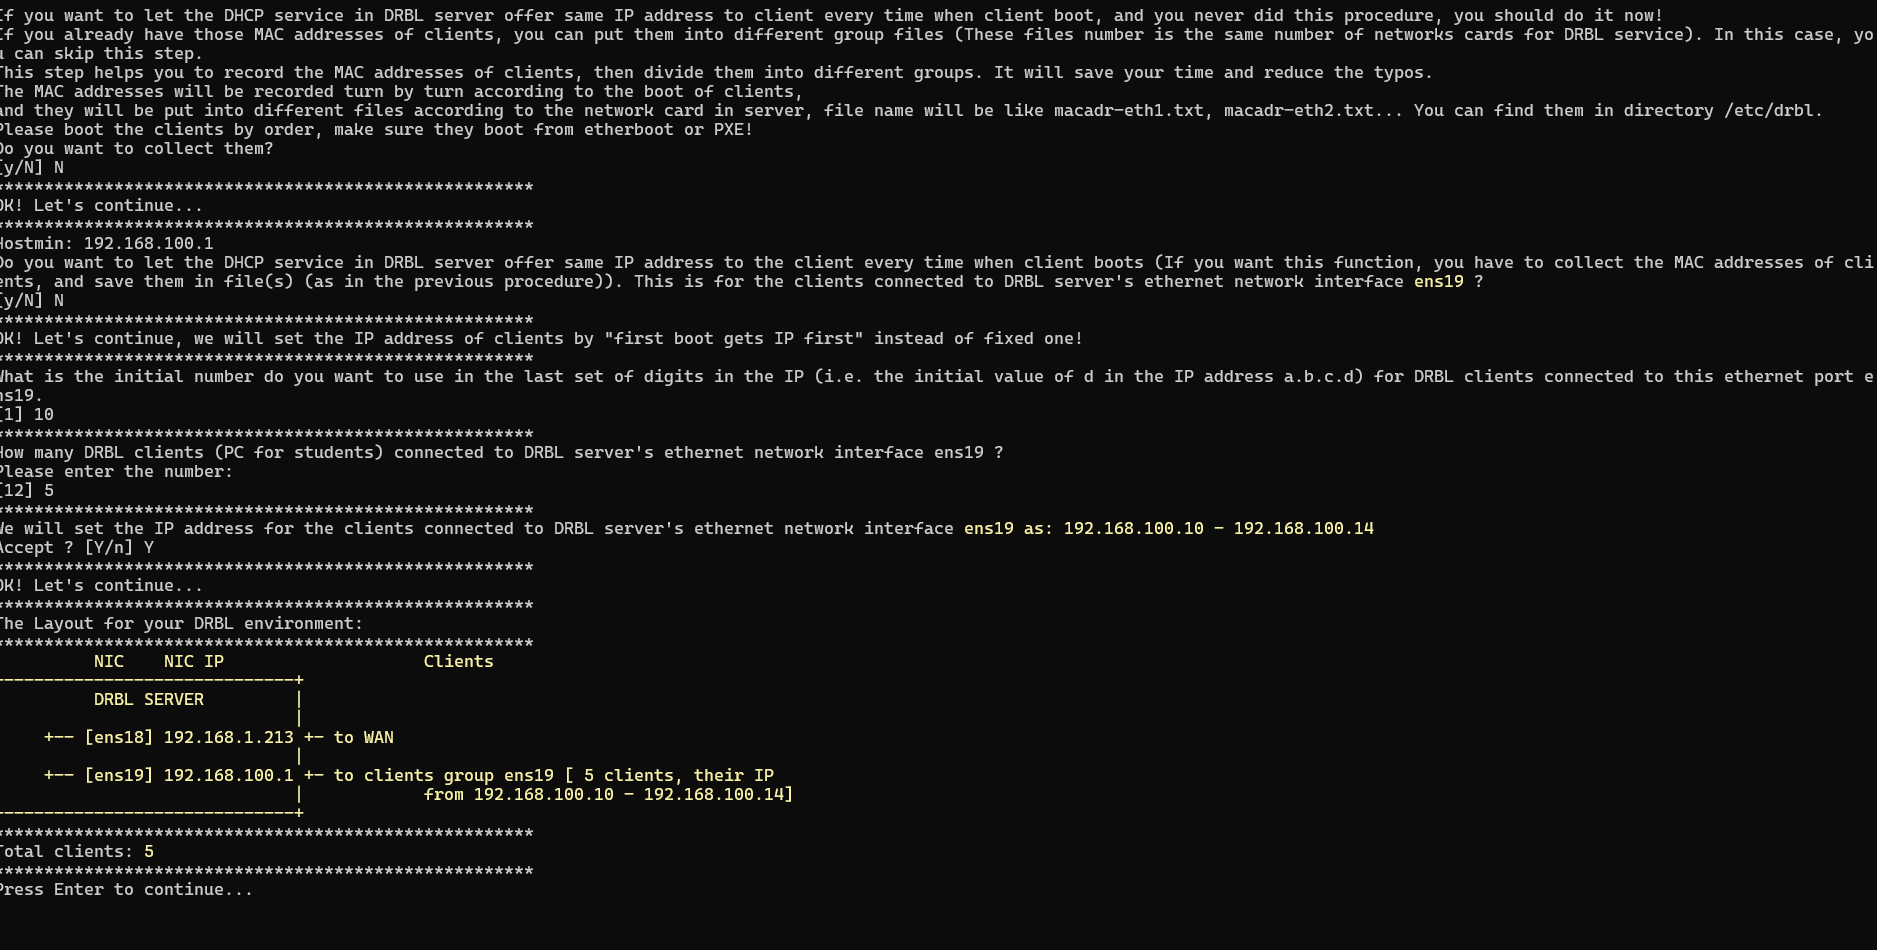 If you want to let the DHCP service in DRBL server offer same IP address to client every time when client boot, and you never did this procedure, you should do it now!
If you already have those MAC addresses of clients, you can put them into different group files (These files number is the same number of networks cards for DRBL service). In this case, yo
u can skip this step.
This step helps you to record the MAC addresses of clients, then divide them into different groups. It will save your time and reduce the typos.
The MAC addresses will be recorded turn by turn according to the boot of clients,
and they will be put into different files according to the network card in server, file name will be like macadr-eth1.txt, macadr-eth2.txt... You can find them in directory /etc/drbl.
Please boot the clients by order, make sure they boot from etherboot or PXE!
Do you want to collect them?
[y/N] N
******************************************************
OK! Let's continue...
******************************************************
Hostmin: 192.168.100.1
Do you want to let the DHCP service in DRBL server offer same IP address to the client every time when client boots (If you want this function, you have to collect the MAC addresses of cli
ents, and save them in file(s) (as in the previous procedure)). This is for the clients connected to DRBL server's ethernet network interface ens19 ?
[y/N] N
******************************************************
OK! Let's continue, we will set the IP address of clients by "first boot gets IP first" instead of fixed one!
******************************************************
What is the initial number do you want to use in the last set of digits in the IP (i.e. the initial value of d in the IP address a.b.c.d) for DRBL clients connected to this ethernet port e
ns19.
[1] 10
******************************************************
How many DRBL clients (PC for students) connected to DRBL server's ethernet network interface ens19 ?
Please enter the number:
[12] 5
******************************************************
We will set the IP address for the clients connected to DRBL server's ethernet network interface ens19 as: 192.168.100.10 - 192.168.100.14
Accept ? [Y/n] Y
******************************************************
OK! Let's continue...
******************************************************
The Layout for your DRBL environment:
******************************************************
          NIC    NIC IP                    Clients
+-----------------------------+
|         DRBL SERVER         |
|                             |
|    +-- [ens18] 192.168.1.213 +- to WAN
|                             |
|    +-- [ens19] 192.168.100.1 +- to clients group ens19 [ 5 clients, their IP
|                             |            from 192.168.100.10 - 192.168.100.14]
+-----------------------------+
******************************************************
Total clients: 5
******************************************************
Press Enter to continue...